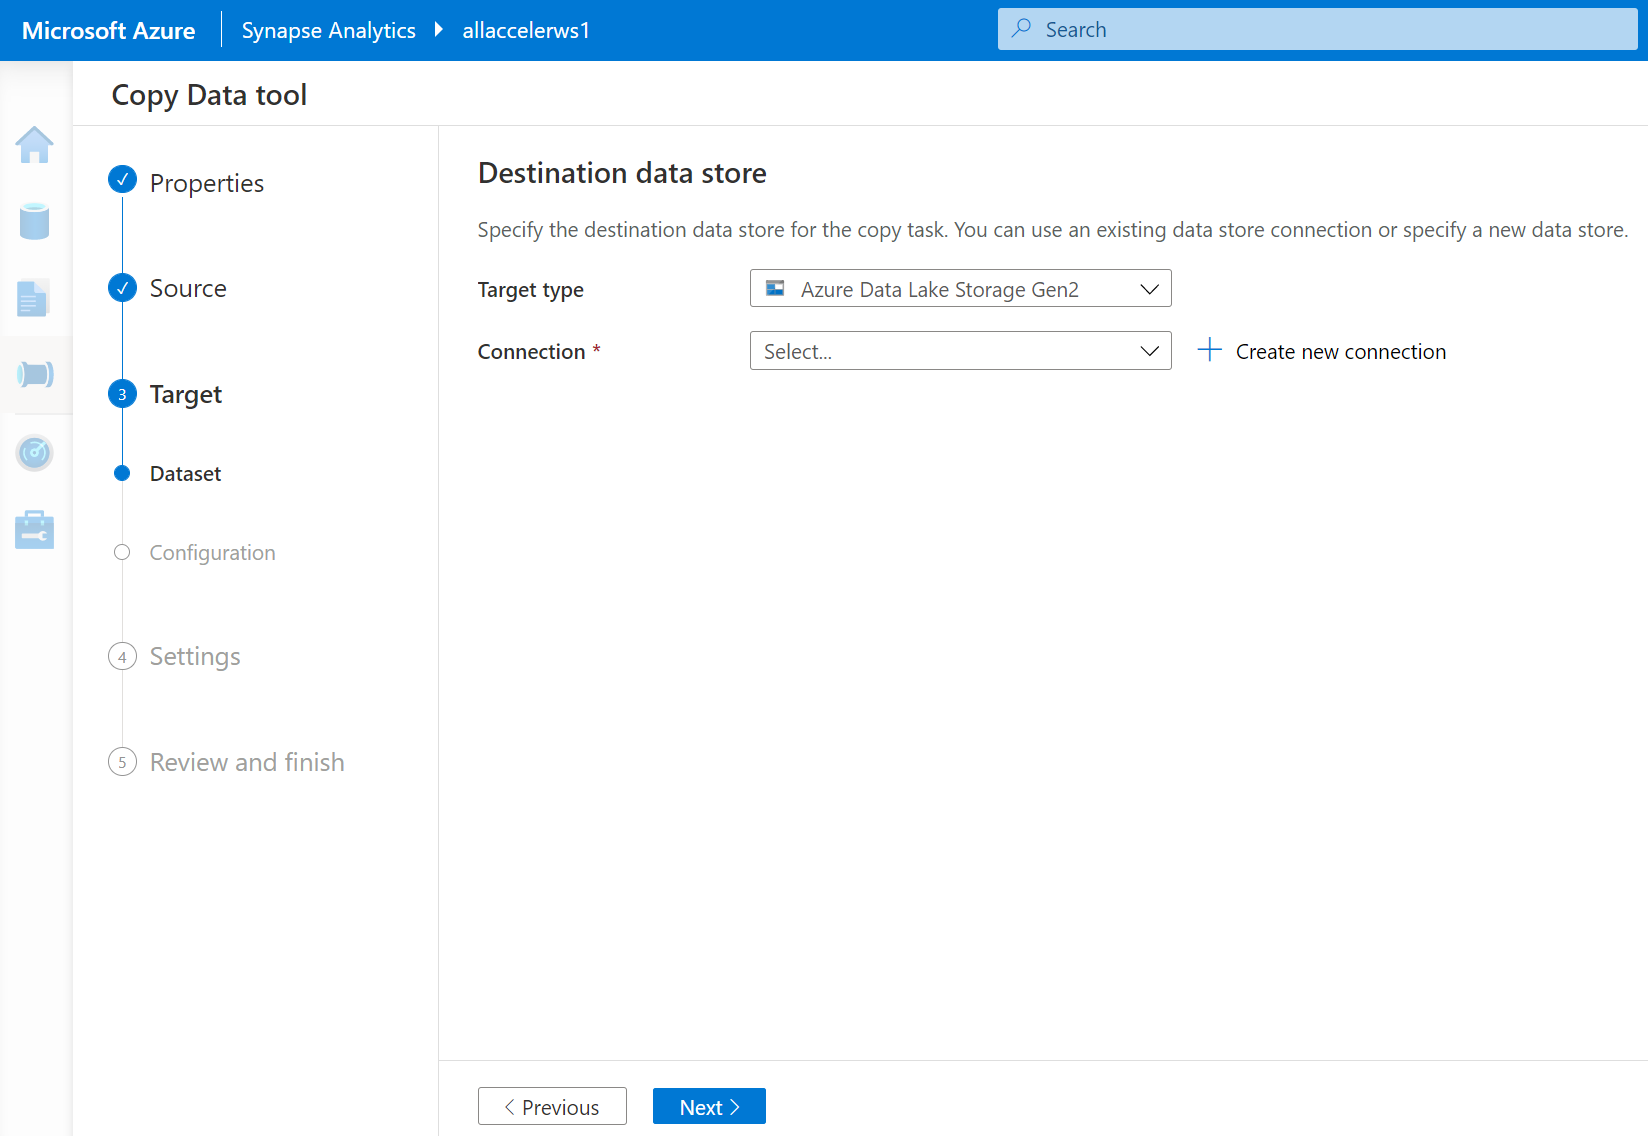 Microsoft Azure
Synapse Analytics
allaccelerws1
Search
Copy Data tool
Properties
Source
3
Target
Dataset
Configuration
4
Settings
5
Review and finish
Destination data store
Specify the destination data store for the copy task. You can use an existing data store connection or specify a new data store.
Target type
Azure Data Lake Storage Gen2
Connection *
Select...
Create new connection
Previous
Next